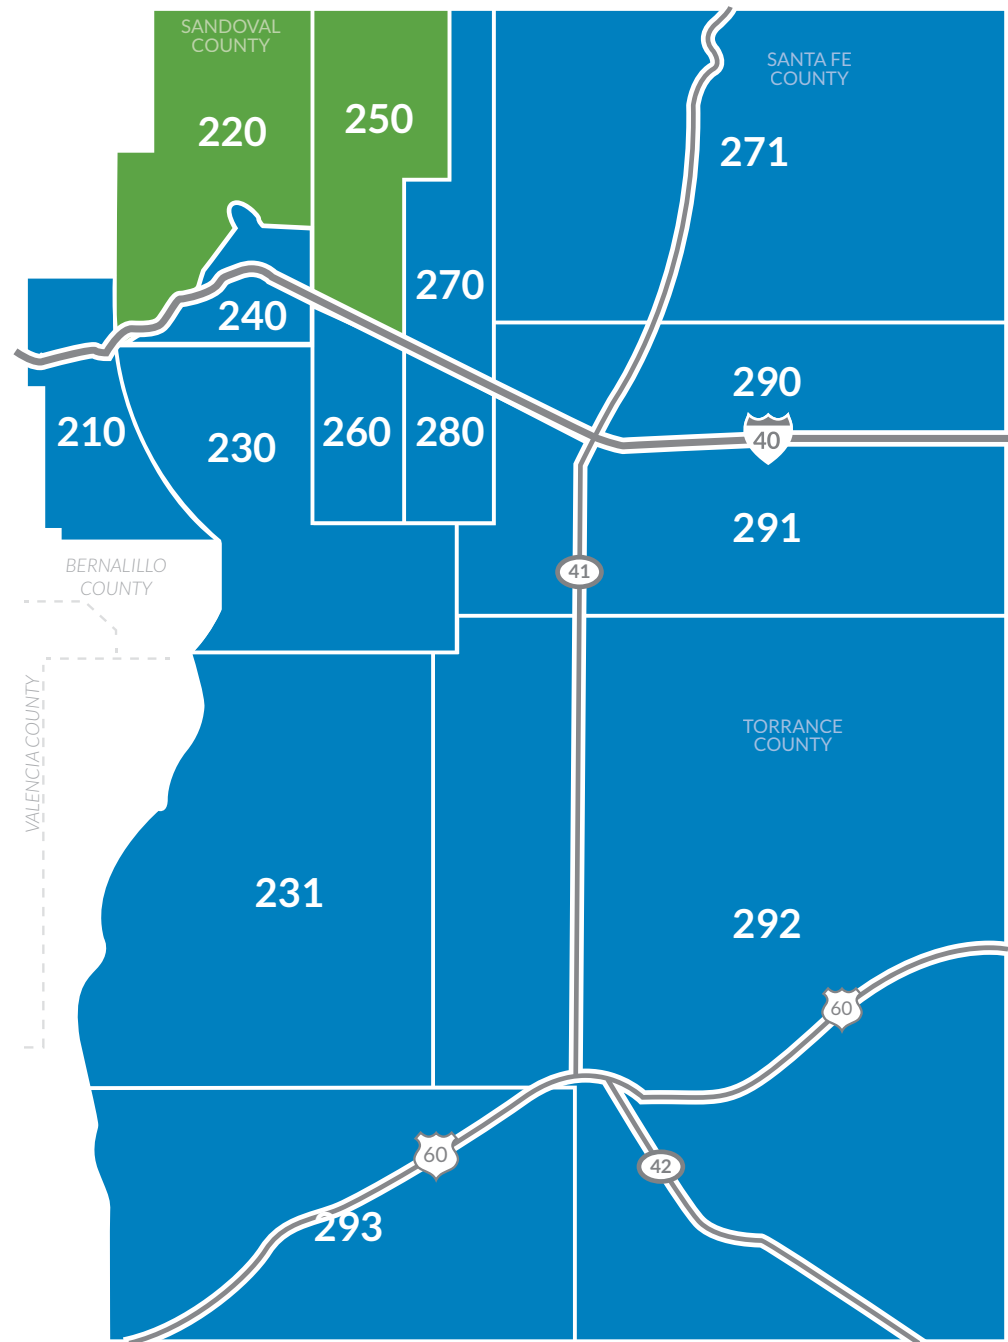 SANDOVAL
COUNTY
SANTA FE
COUNTY
250
220
271
270
240
290
210
260
280
230
40
291
BERNALILLO
COUNTY
41
VALENCIA COUNTY
TORRANCE
COUNTY
231
292
60
60
42
293